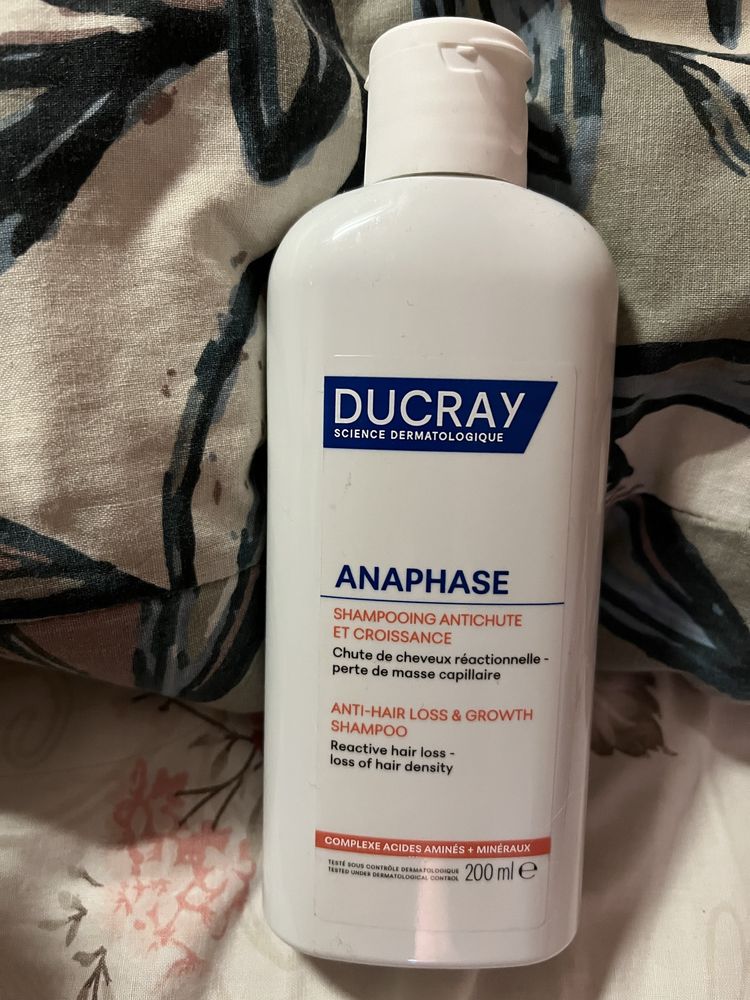 DUCRAY
SCIENCE DERMATOLOGIQUE
ANAPHASE
SHAMPOOING ANTICHUTE
ET CROISSANCE
Chute de cheveux réactionnelle -
perte de masse capillaire
ANTI-HAIR LOSS & GROWTH
SHAMPOO
Reactive hair loss -
loss of hair density
COMPLEXE ACIDES AMINÉS + MINÉRAUX
TESTÉ SOUS CONTRÔLE DERMATOLOGIQUE
TESTED UNDER DERMATOLOGICAL CONTROL
200 ml ℮